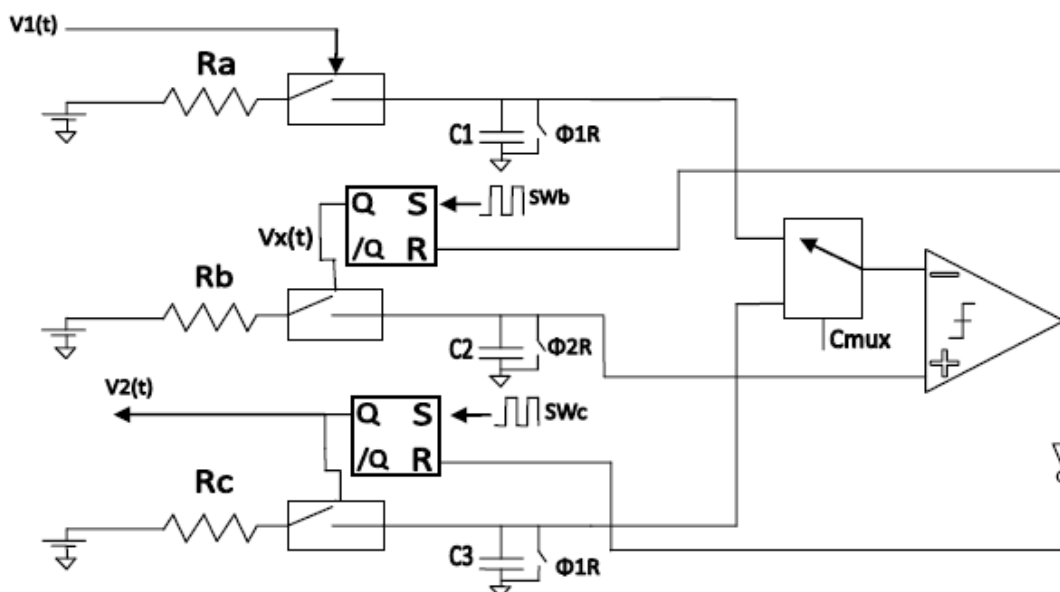 V1(t)
Ra
C1
Φ1R
Q S
SWb
/Q R
Vx(t)
Rb
C2
Φ2R
Cmux
V2(t)
Q S
SWc
/Q R
Rc
C3
Φ1R